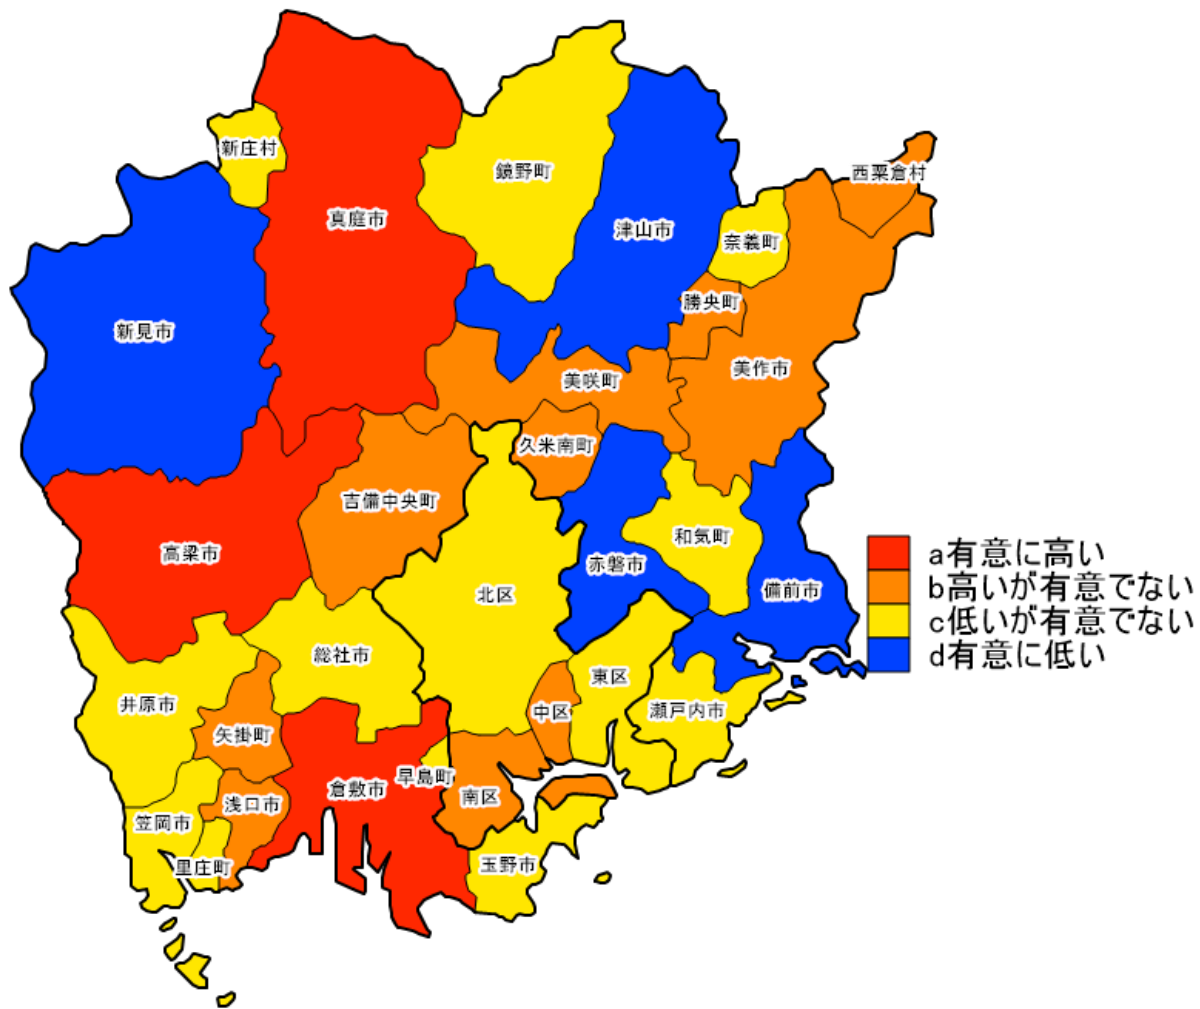 新庄村
鏡野町
西粟倉村
真庭市
津山市
奈義町
勝央町
新見市
美作市
美咲町
久米南町
吉備中央町
和気町
高梁市
赤磐市
備前市
北区
a有意に高い
b高いが有意でない
c低いが有意でない
d有意に低い
総社市
東区
井原市
中区
瀬戸内市
矢掛町
早島町
倉敷市
南区
浅口市
笠岡市
里庄町
玉野市